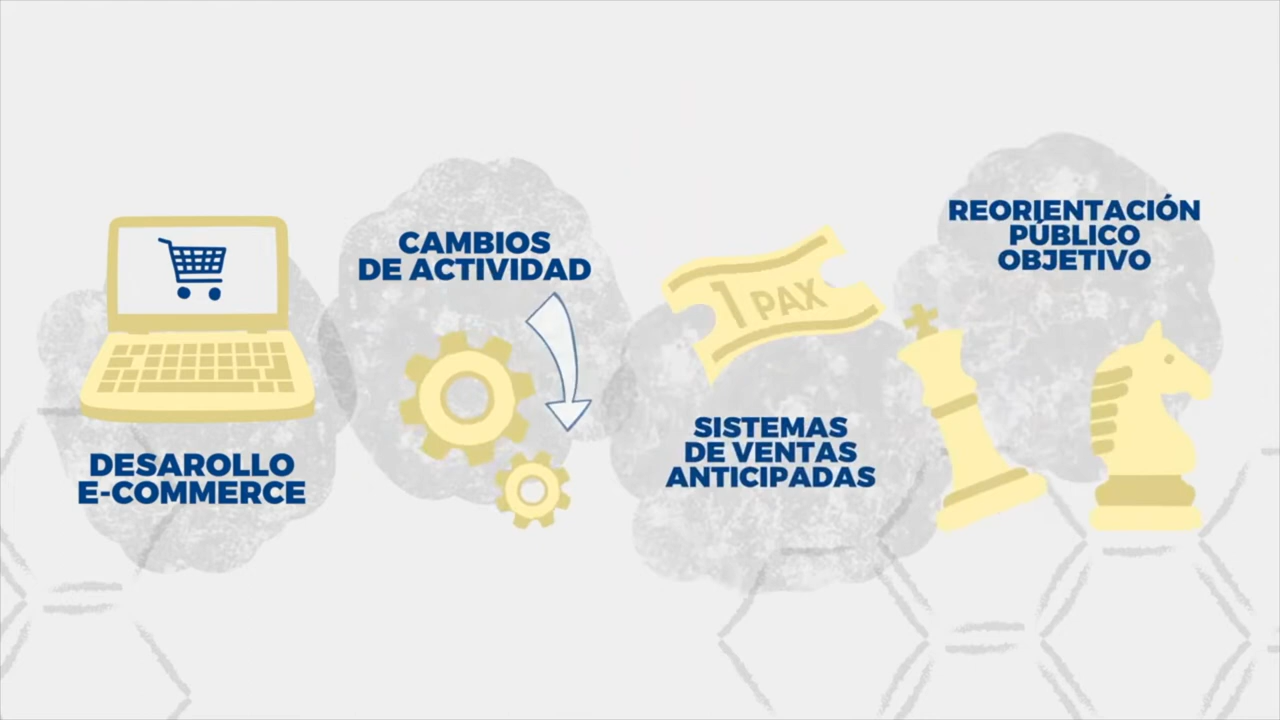 DESAROLLO
E-COMMERCE
CAMBIOS
DE ACTIVIDAD
1 PAX
SISTEMAS
DE VENTAS
ANTICIPADAS
REORIENTACIÓN
PÚBLICO
OBJETIVO